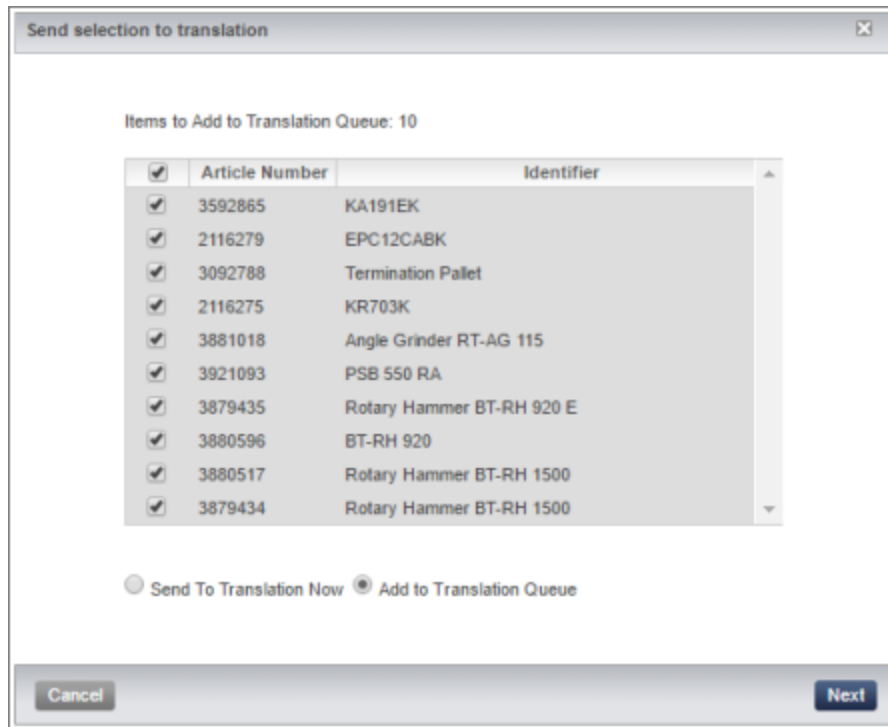 Send selection to translation
Items to Add to Translation Queue: 10
Article Number Identifier
3592865 KA191EK
2116279 EPC12CABK
3092788 Termination Pallet
2116275 KR703K
3881018 Angle Grinder RT-AG 115
3921093 PSB 550 RA
3879435 Rotary Hammer BT-RH 920 E
3880596 BT-RH 920
3880517 Rotary Hammer BT-RH 1500
3879434 Rotary Hammer BT-RH 1500
Send To Translation Now Add to Translation Queue
Cancel Next